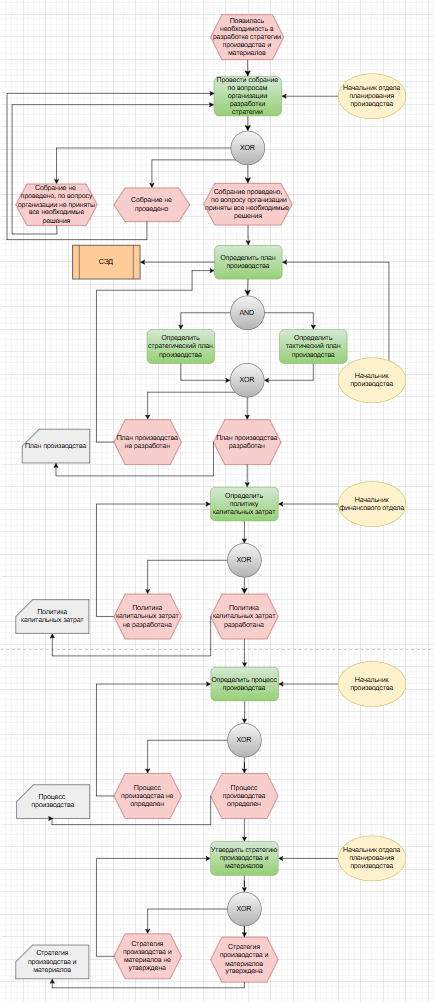 Появилась
необходимость в
разработке стратегии
производства и
материалов
Провести собрание
по вопросам
организации
разработки
стратегии
Начальник отдела
планирования
производства
XOR
Собрание не
проведено, по вопросу
организации не приняты
все необходимые
решения
Собрание не
проведено
Собрание проведено,
по вопросу организации
приняты все необходимые
решения
СЭД
Определить план
производства
AND
Определить
стратегический план
производства
Определить
тактический план
производства
XOR
Начальник
производства
План производства
План производства
не разработан
План производства
разработан
Определить
политику
капитальных затрат
Начальник
финансового отдела
XOR
Политика
капитальных затрат
Политика
капитальных затрат
не разработана
Политика
капитальных затрат
разработана
Определить процесс
производства
Начальник
производства
XOR
Процесс
производства
Процесс
производства не
определен
Процесс
производства
определен
Утвердить стратегию
производства и
материалов
Начальник отдела
планирования
производства
XOR
Стратегия
производства и
материалов
Стратегия
производства и
материалов не
утверждена
Стратегия
производства и
материалов
утверждена